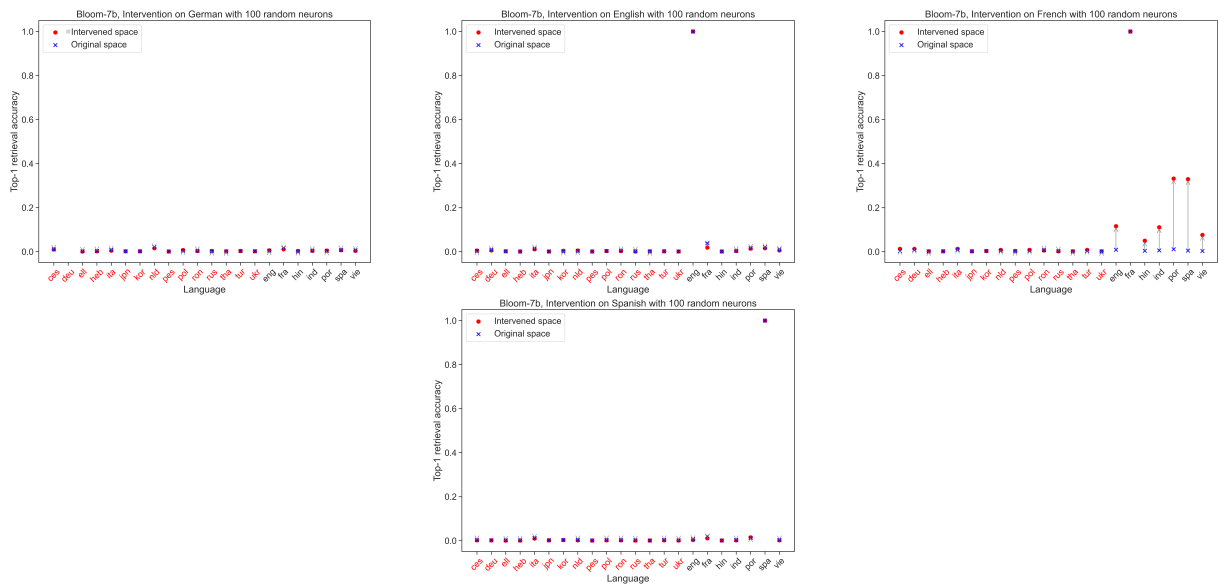 Bloom-7b, Intervention on German with 100 random neurons
Intervened space
Original space
Top-1 retrieval accuracy
1.0
0.8
0.6
0.4
0.2
0.0
ces deu ell heb ita jpn kor nld pes pol ron rus tha tur ukr eng fra hin ind por spa vie
Language
Bloom-7b, Intervention on English with 100 random neurons
Intervened space
Original space
Top-1 retrieval accuracy
1.0
0.8
0.6
0.4
0.2
0.0
ces deu ell heb ita jpn kor nld pes pol ron rus tha tur ukr eng fra hin ind por spa vie
Language
Bloom-7b, Intervention on French with 100 random neurons
Intervened space
Original space
Top-1 retrieval accuracy
1.0
0.8
0.6
0.4
0.2
0.0
ces deu ell heb ita jpn kor nld pes pol ron rus tha tur ukr eng fra hin ind por spa vie
Language
Bloom-7b, Intervention on Spanish with 100 random neurons
Intervened space
Original space
Top-1 retrieval accuracy
1.0
0.8
0.6
0.4
0.2
0.0
ces deu ell heb ita jpn kor nld pes pol ron rus tha tur ukr eng fra hin ind por spa vie
Language